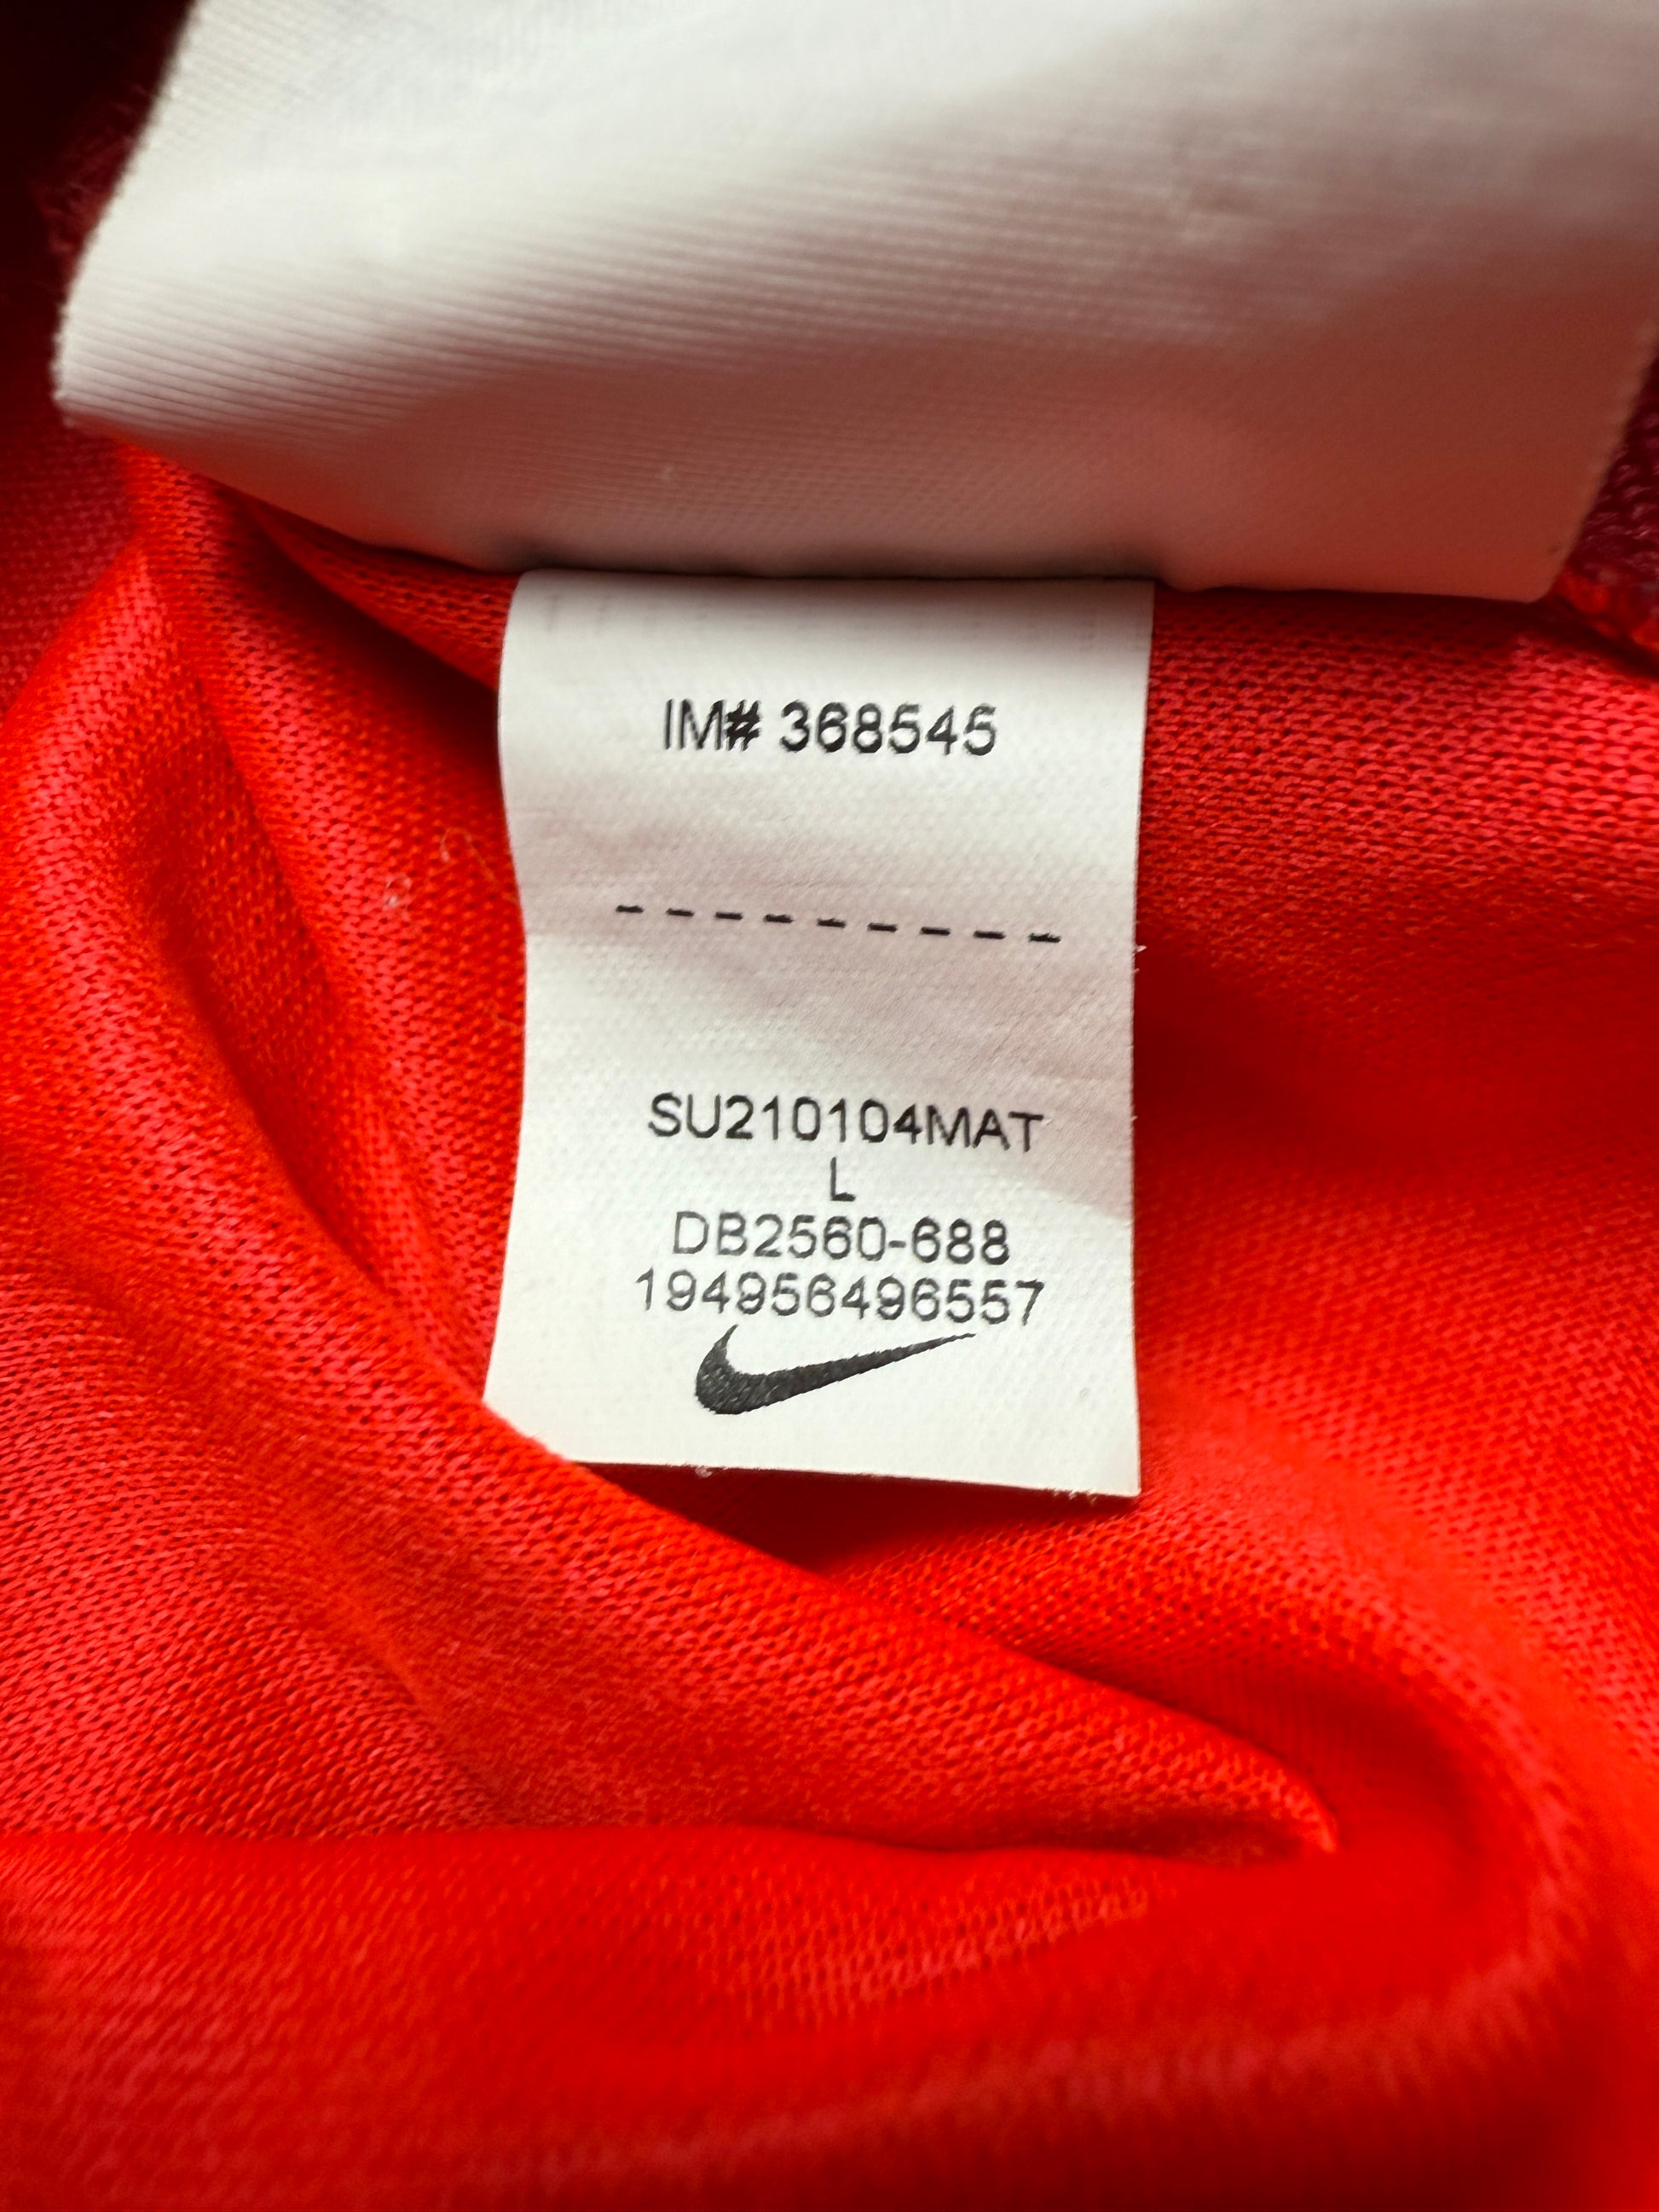 IM# 368545
---------
SU210104MAT
L
DB2560-688
194956496557